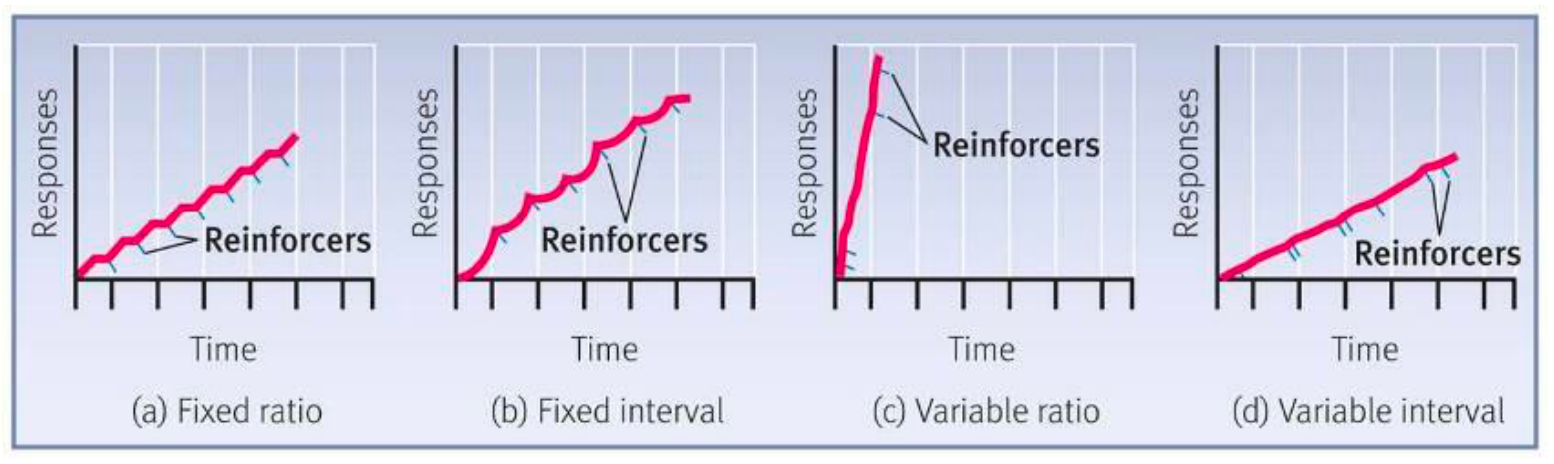 Responses
Reinforcers
Time
(a) Fixed ratio
Responses
Reinforcers
Time
(b) Fixed interval
Responses
Reinforcers
Time
(c) Variable ratio
Responses
Reinforcers
Time
(d) Variable interval